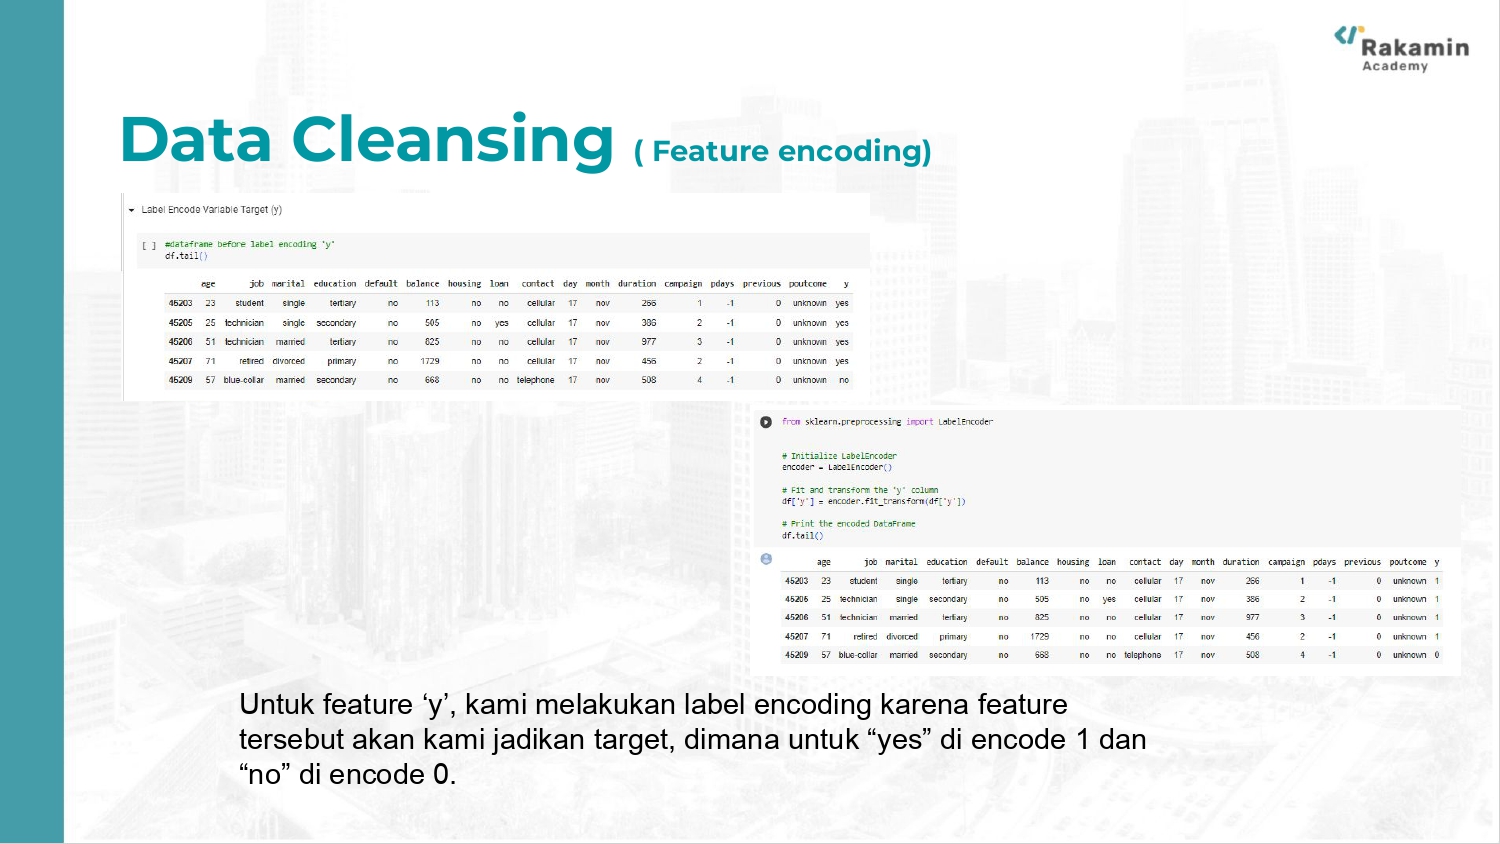 Rakamin
Academy
Data Cleansing ( Feature encoding)
Label Encode Variable Target (y)
[ ] #dataframe before label encoding 'y'
df.tail()
age job marital education default balance housing loan contact day month duration campaign pdays previous poutcome y
45203 23 student single tertiary no 113 no no cellular 17 nov 266 1 -1 0 unknown yes
45205 25 technician single secondary no 505 no yes cellular 17 nov 386 2 -1 0 unknown yes
45206 51 technician married tertiary no 825 no no cellular 17 nov 977 3 -1 0 unknown yes
45207 71 retired divorced primary no 1729 no no cellular 17 nov 456 2 -1 0 unknown yes
45209 57 blue-collar married secondary no 668 no no telephone 17 nov 508 4 -1 0 unknown no
from sklearn.preprocessing import LabelEncoder
# Initialize LabelEncoder
encoder = LabelEncoder()
# Fit and transform the 'y' column
df['y'] = encoder.fit_transform(df['y'])
# Print the encoded DataFrame
df.tail()
age job marital education default balance housing loan contact day month duration campaign pdays previous poutcome y
45203 23 student single tertiary no 113 no no cellular 17 nov 266 1 -1 0 unknown 1
45205 25 technician single secondary no 505 no yes cellular 17 nov 386 2 -1 0 unknown 1
45206 51 technician married tertiary no 825 no no cellular 17 nov 977 3 -1 0 unknown 1
45207 71 retired divorced primary no 1729 no no cellular 17 nov 456 2 -1 0 unknown 1
45209 57 blue-collar married secondary no 668 no no telephone 17 nov 508 4 -1 0 unknown 0
Untuk feature ‘y’, kami melakukan label encoding karena feature
tersebut akan kami jadikan target, dimana untuk “yes” di encode 1 dan
“no” di encode 0.